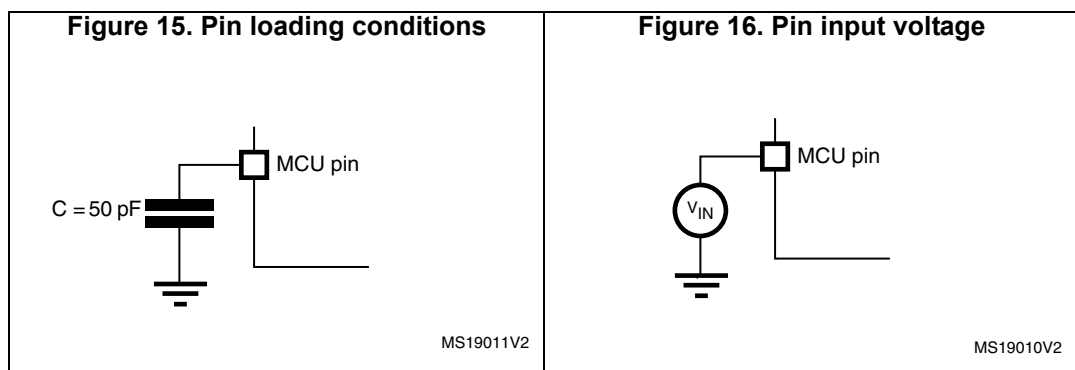 Figure 15. Pin loading conditions
MCU pin
C = 50 pF
MS19011V2
Figure 16. Pin input voltage
MCU pin
VIN
MS19010V2